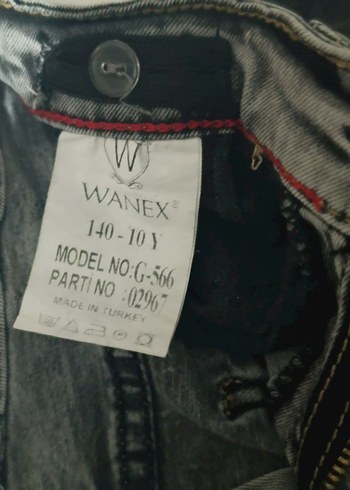 W
WANEX®
140-10 Y
MODEL NO:G-566
PARTI NO :02967
MADE IN TURKEY